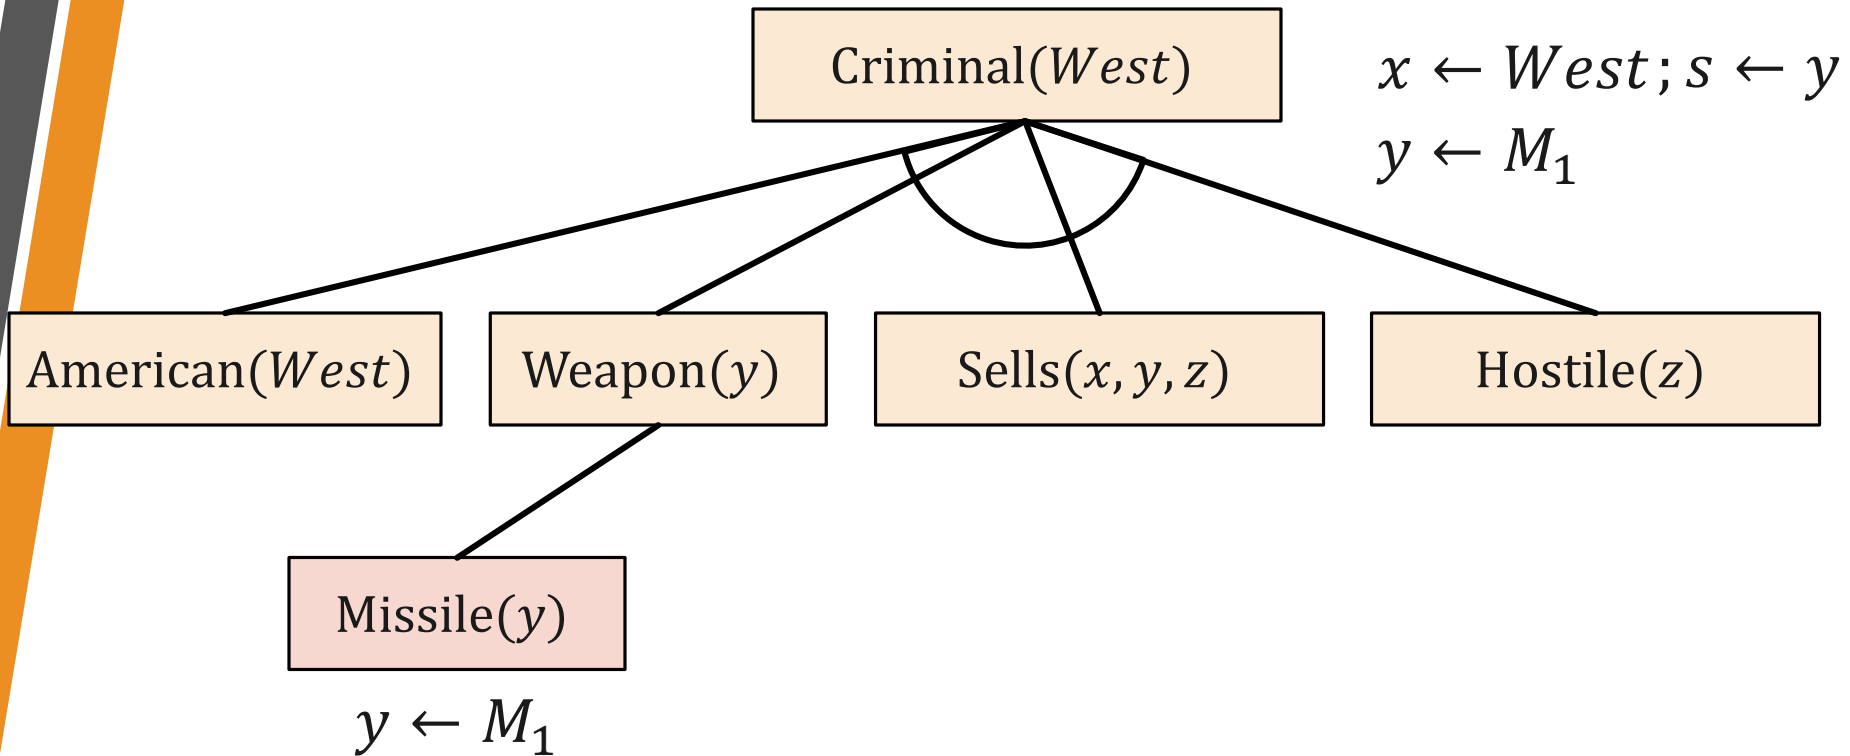 Criminal(West)
x ← West; s ← y
y ← M₁
American(West)
Weapon(y)
Sells(x, y, z)
Hostile(z)
Missile(y)
y ← M₁